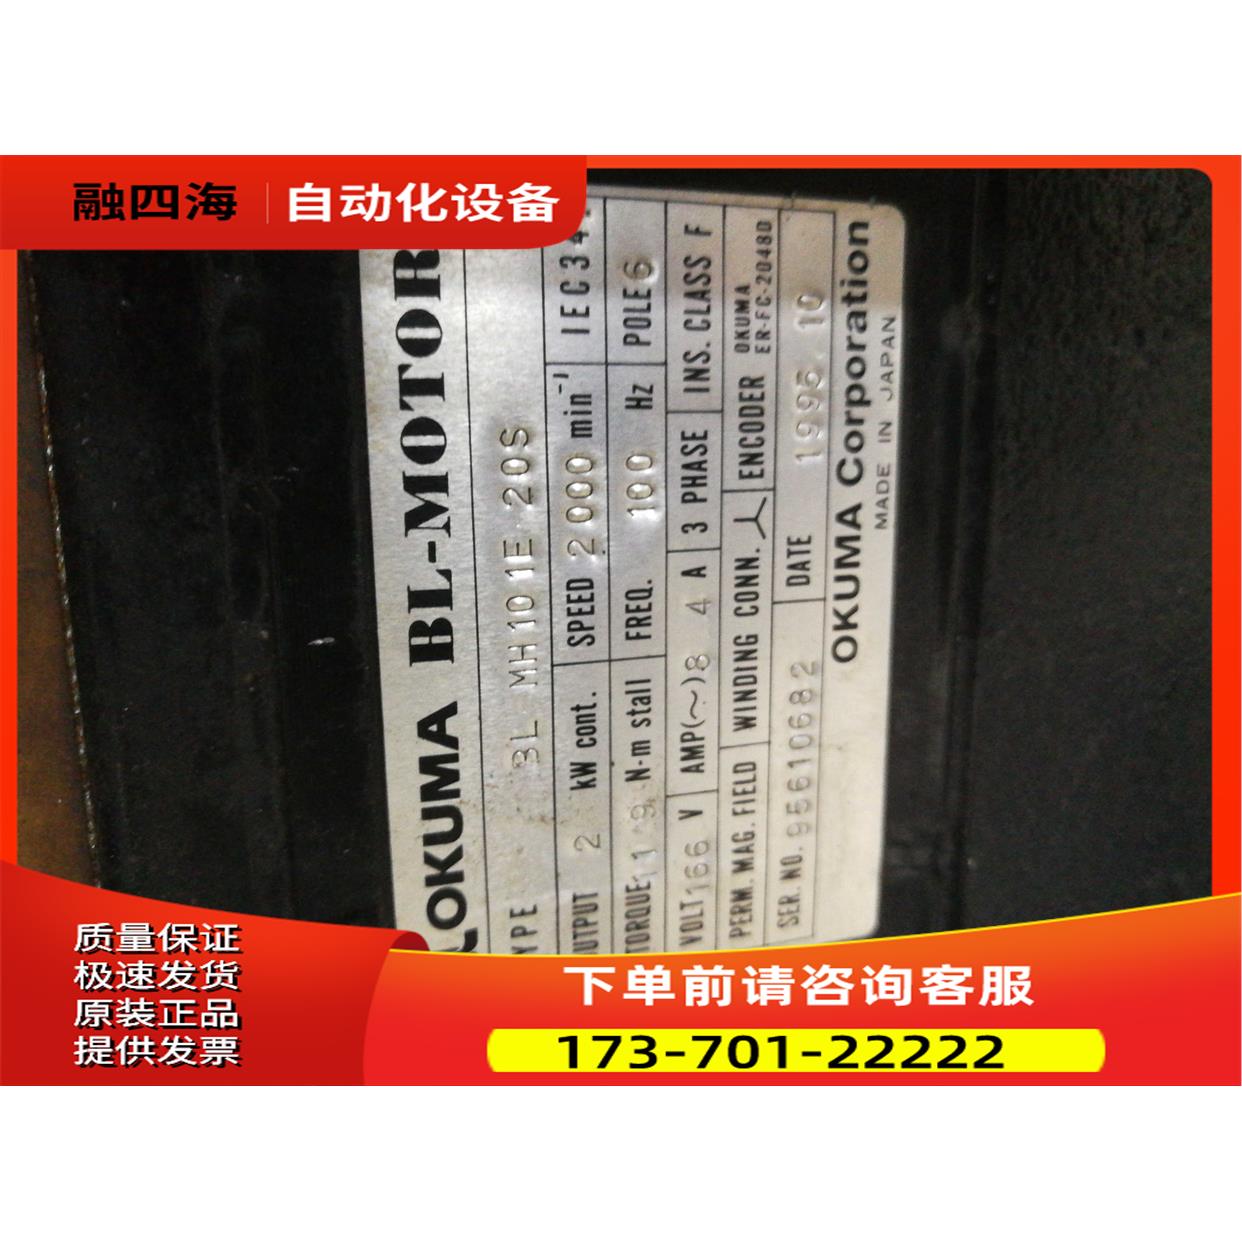 融四海 自动化设备
OKUMA BL-MOTOR
YPE BL-MH101E-20S
UTPUT 2 kW cont. SPEED 2000 min⁻¹ IEC34
TORQUE 11 9 N-m stall FREQ. 100 Hz POLE 6
VOLT 166 V AMP(~) 8 4 A 3 PHASE INS. CLASS F
PERM. MAG. FIELD WINDING CONN. 人 ENCODER OKUMA
ER-FC-20480
SER. NO. 95610682 DATE 1995.10
OKUMA Corporation
MADE IN JAPAN
质量保证
极速发货
原装正品
提供发票
下单前请咨询客服
173-701-22222